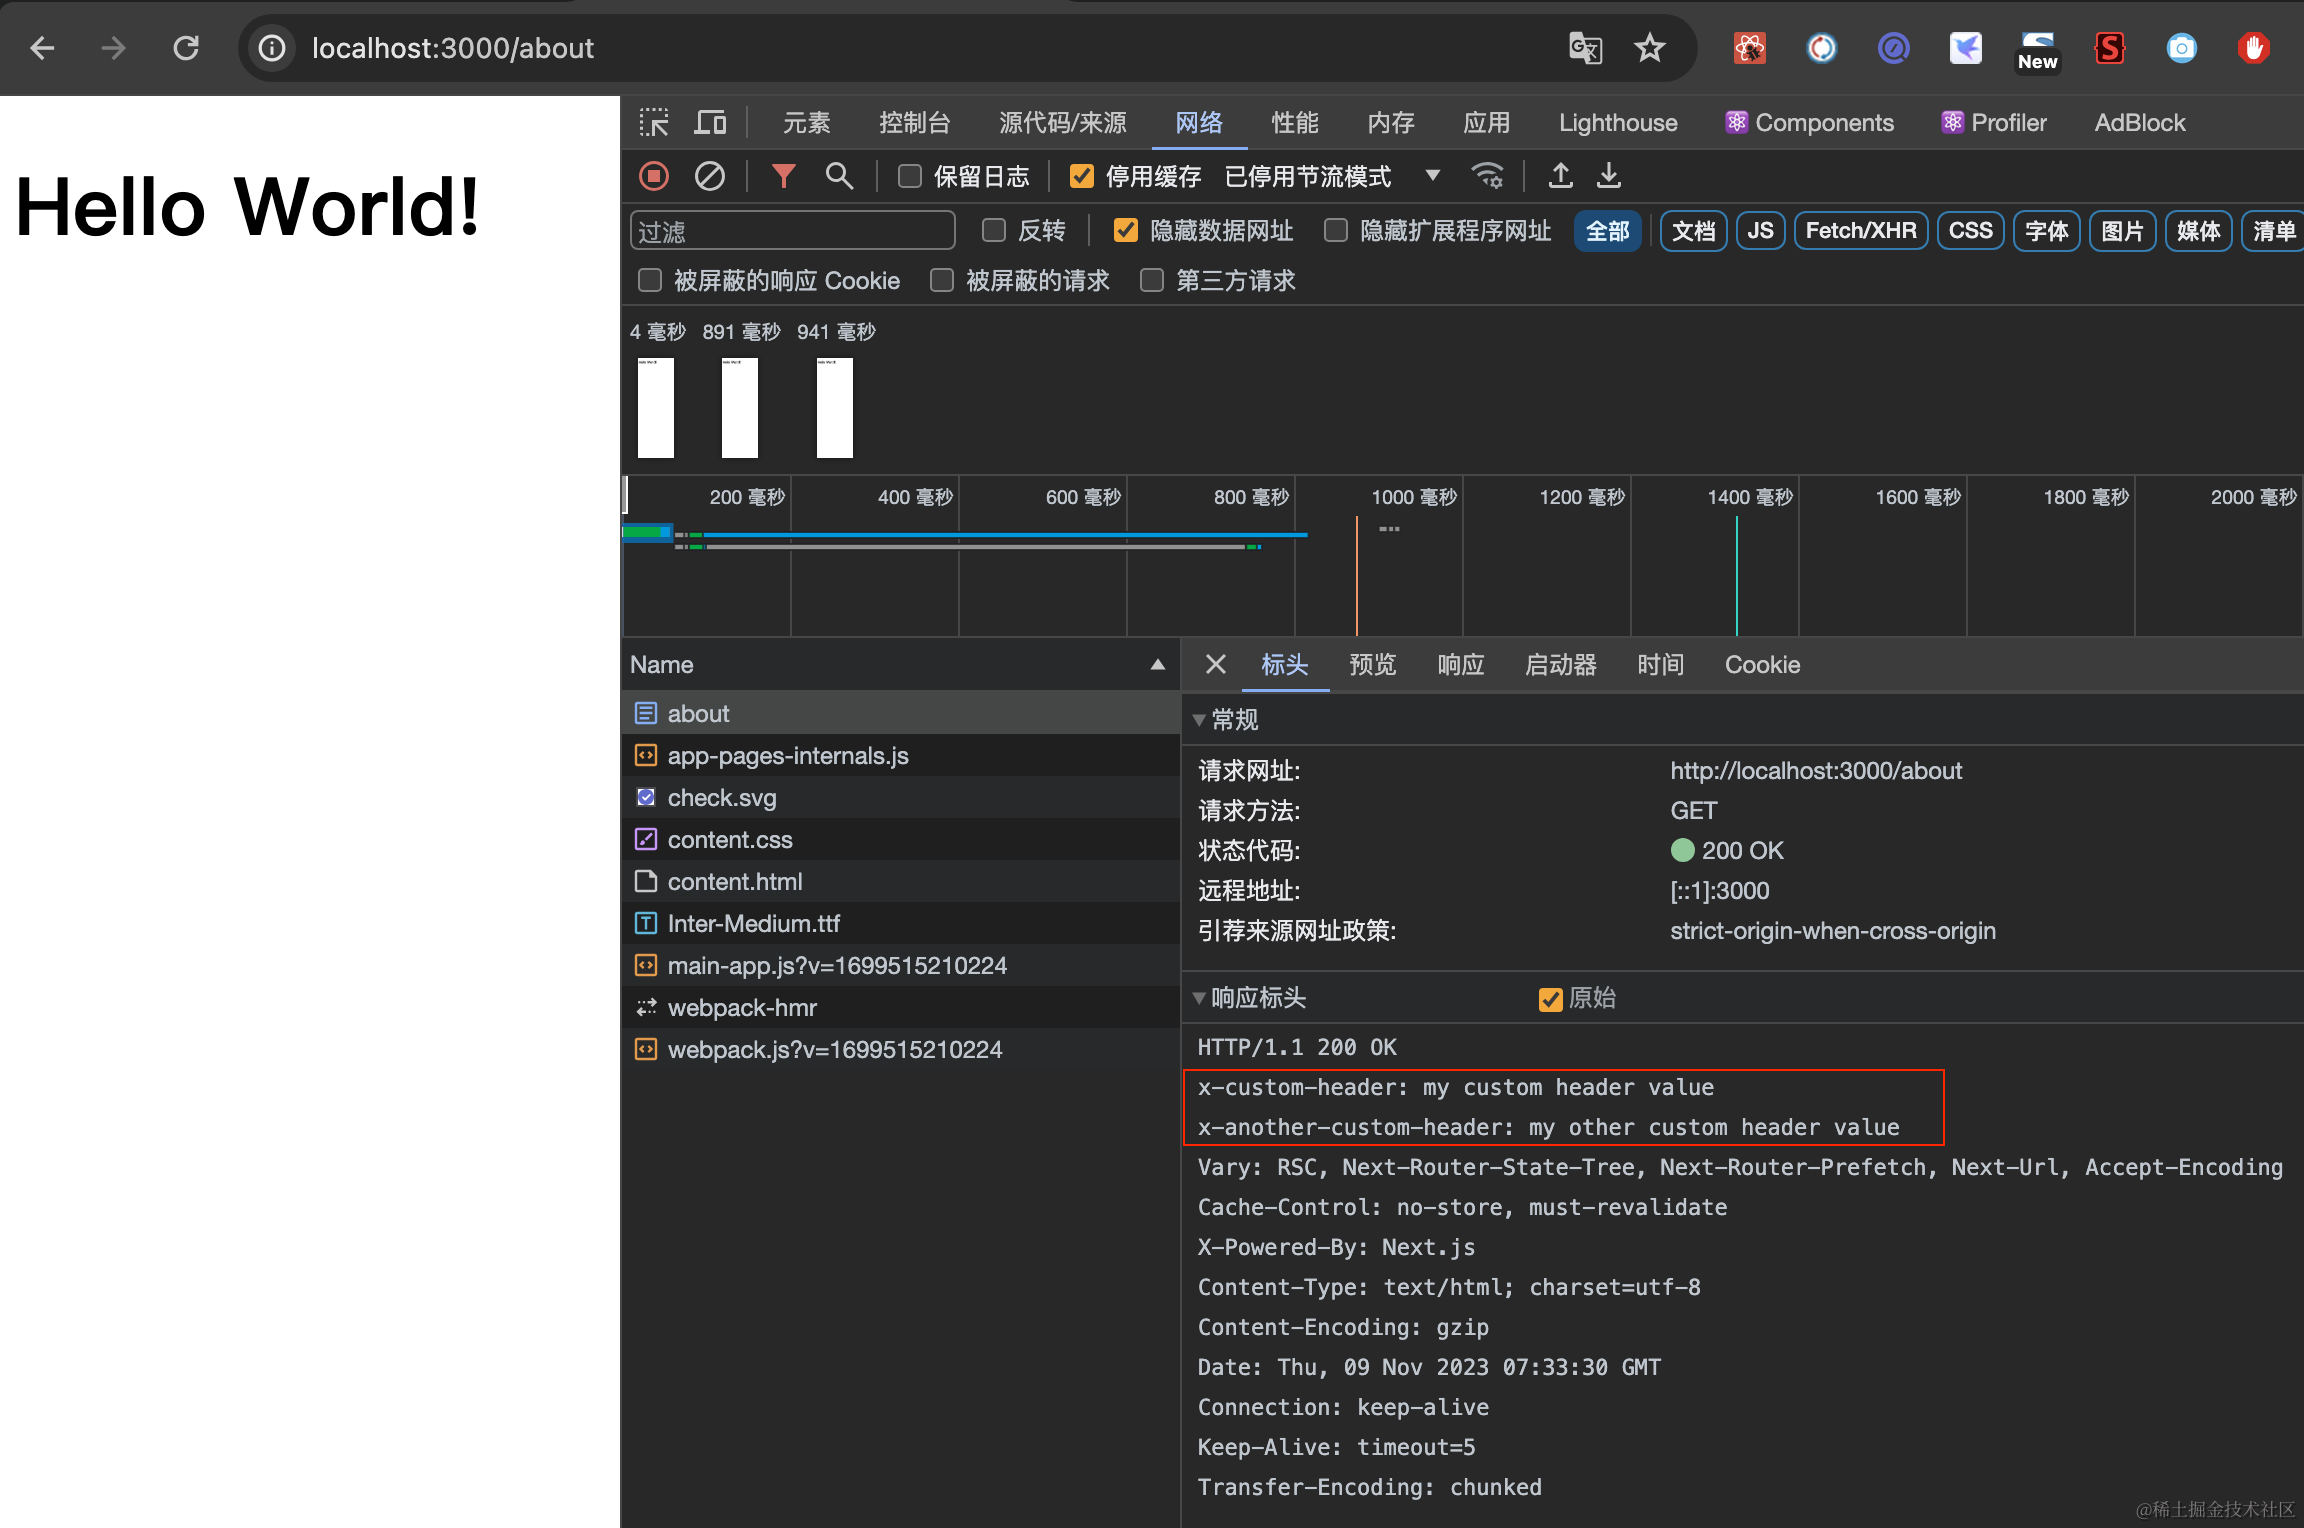 localhost:3000/about
New
Hello World!
元素 控制台 源代码/来源 网络 性能 内存 应用 Lighthouse Components Profiler AdBlock
保留日志 停用缓存 已停用节流模式
过滤 反转 隐藏数据网址 隐藏扩展程序网址 全部 文档 JS Fetch/XHR CSS 字体 图片 媒体 清单
被屏蔽的响应 Cookie 被屏蔽的请求 第三方请求
4 毫秒 891 毫秒 941 毫秒
200 毫秒 400 毫秒 600 毫秒 800 毫秒 1000 毫秒 1200 毫秒 1400 毫秒 1600 毫秒 1800 毫秒 2000 毫秒
Name
about
app-pages-internals.js
check.svg
content.css
content.html
Inter-Medium.ttf
main-app.js?v=1699515210224
webpack-hmr
webpack.js?v=1699515210224
标头 预览 响应 启动器 时间 Cookie
常规
请求网址: http://localhost:3000/about
请求方法: GET
状态代码: 200 OK
远程地址: [::1]:3000
引荐来源网址政策: strict-origin-when-cross-origin
响应标头 原始
HTTP/1.1 200 OK
x-custom-header: my custom header value
x-another-custom-header: my other custom header value
Vary: RSC, Next-Router-State-Tree, Next-Router-Prefetch, Next-Url, Accept-Encoding
Cache-Control: no-store, must-revalidate
X-Powered-By: Next.js
Content-Type: text/html; charset=utf-8
Content-Encoding: gzip
Date: Thu, 09 Nov 2023 07:33:30 GMT
Connection: keep-alive
Keep-Alive: timeout=5
Transfer-Encoding: chunked
@稀土掘金技术社区